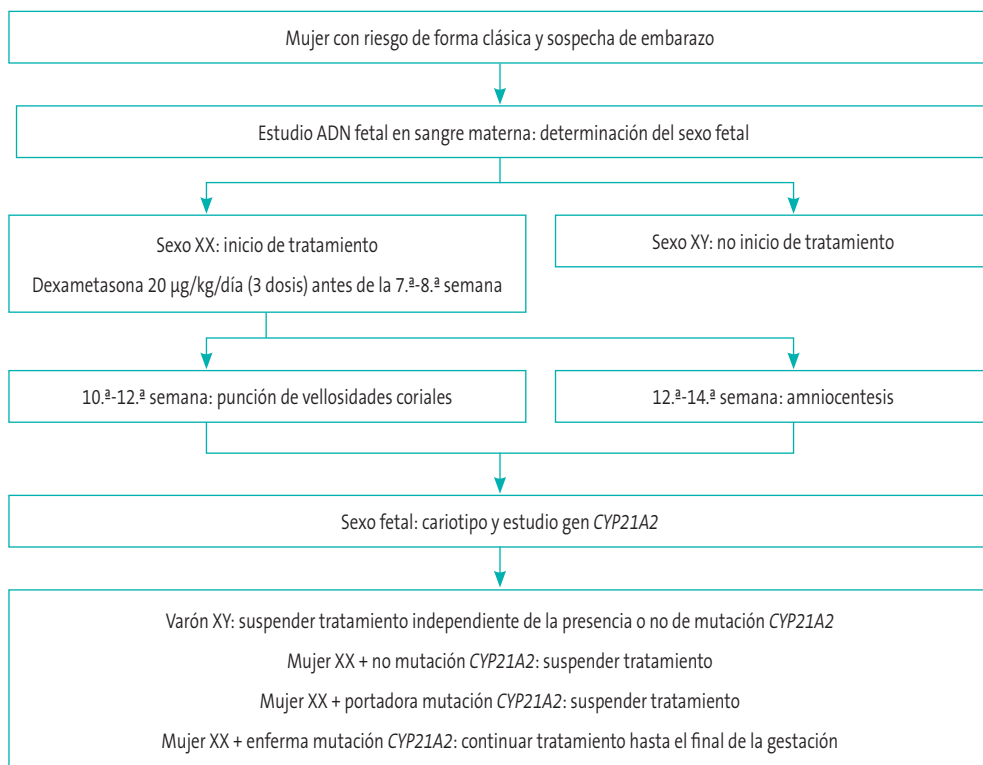 Mujer con riesgo de forma clásica y sospecha de embarazo
Estudio ADN fetal en sangre materna: determinación del sexo fetal
Sexo XX: inicio de tratamiento
Dexametasona 20 µg/kg/día (3 dosis) antes de la 7.ª-8.ª semana
Sexo XY: no inicio de tratamiento
10.ª-12.ª semana: punción de vellosidades coriales
12.ª-14.ª semana: amniocentesis
Sexo fetal: cariotipo y estudio gen CYP21A2
Varón XY: suspender tratamiento independiente de la presencia o no de mutación CYP21A2
Mujer XX + no mutación CYP21A2: suspender tratamiento
Mujer XX + portadora mutación CYP21A2: suspender tratamiento
Mujer XX + enferma mutación CYP21A2: continuar tratamiento hasta el final de la gestación